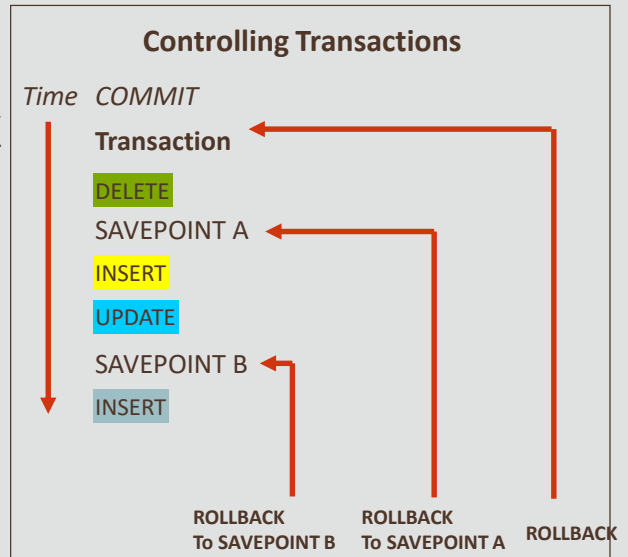 Controlling Transactions
Time COMMIT
Transaction
DELETE
SAVEPOINT A
INSERT
UPDATE
SAVEPOINT B
INSERT
ROLLBACK
To SAVEPOINT B
ROLLBACK
To SAVEPOINT A
ROLLBACK